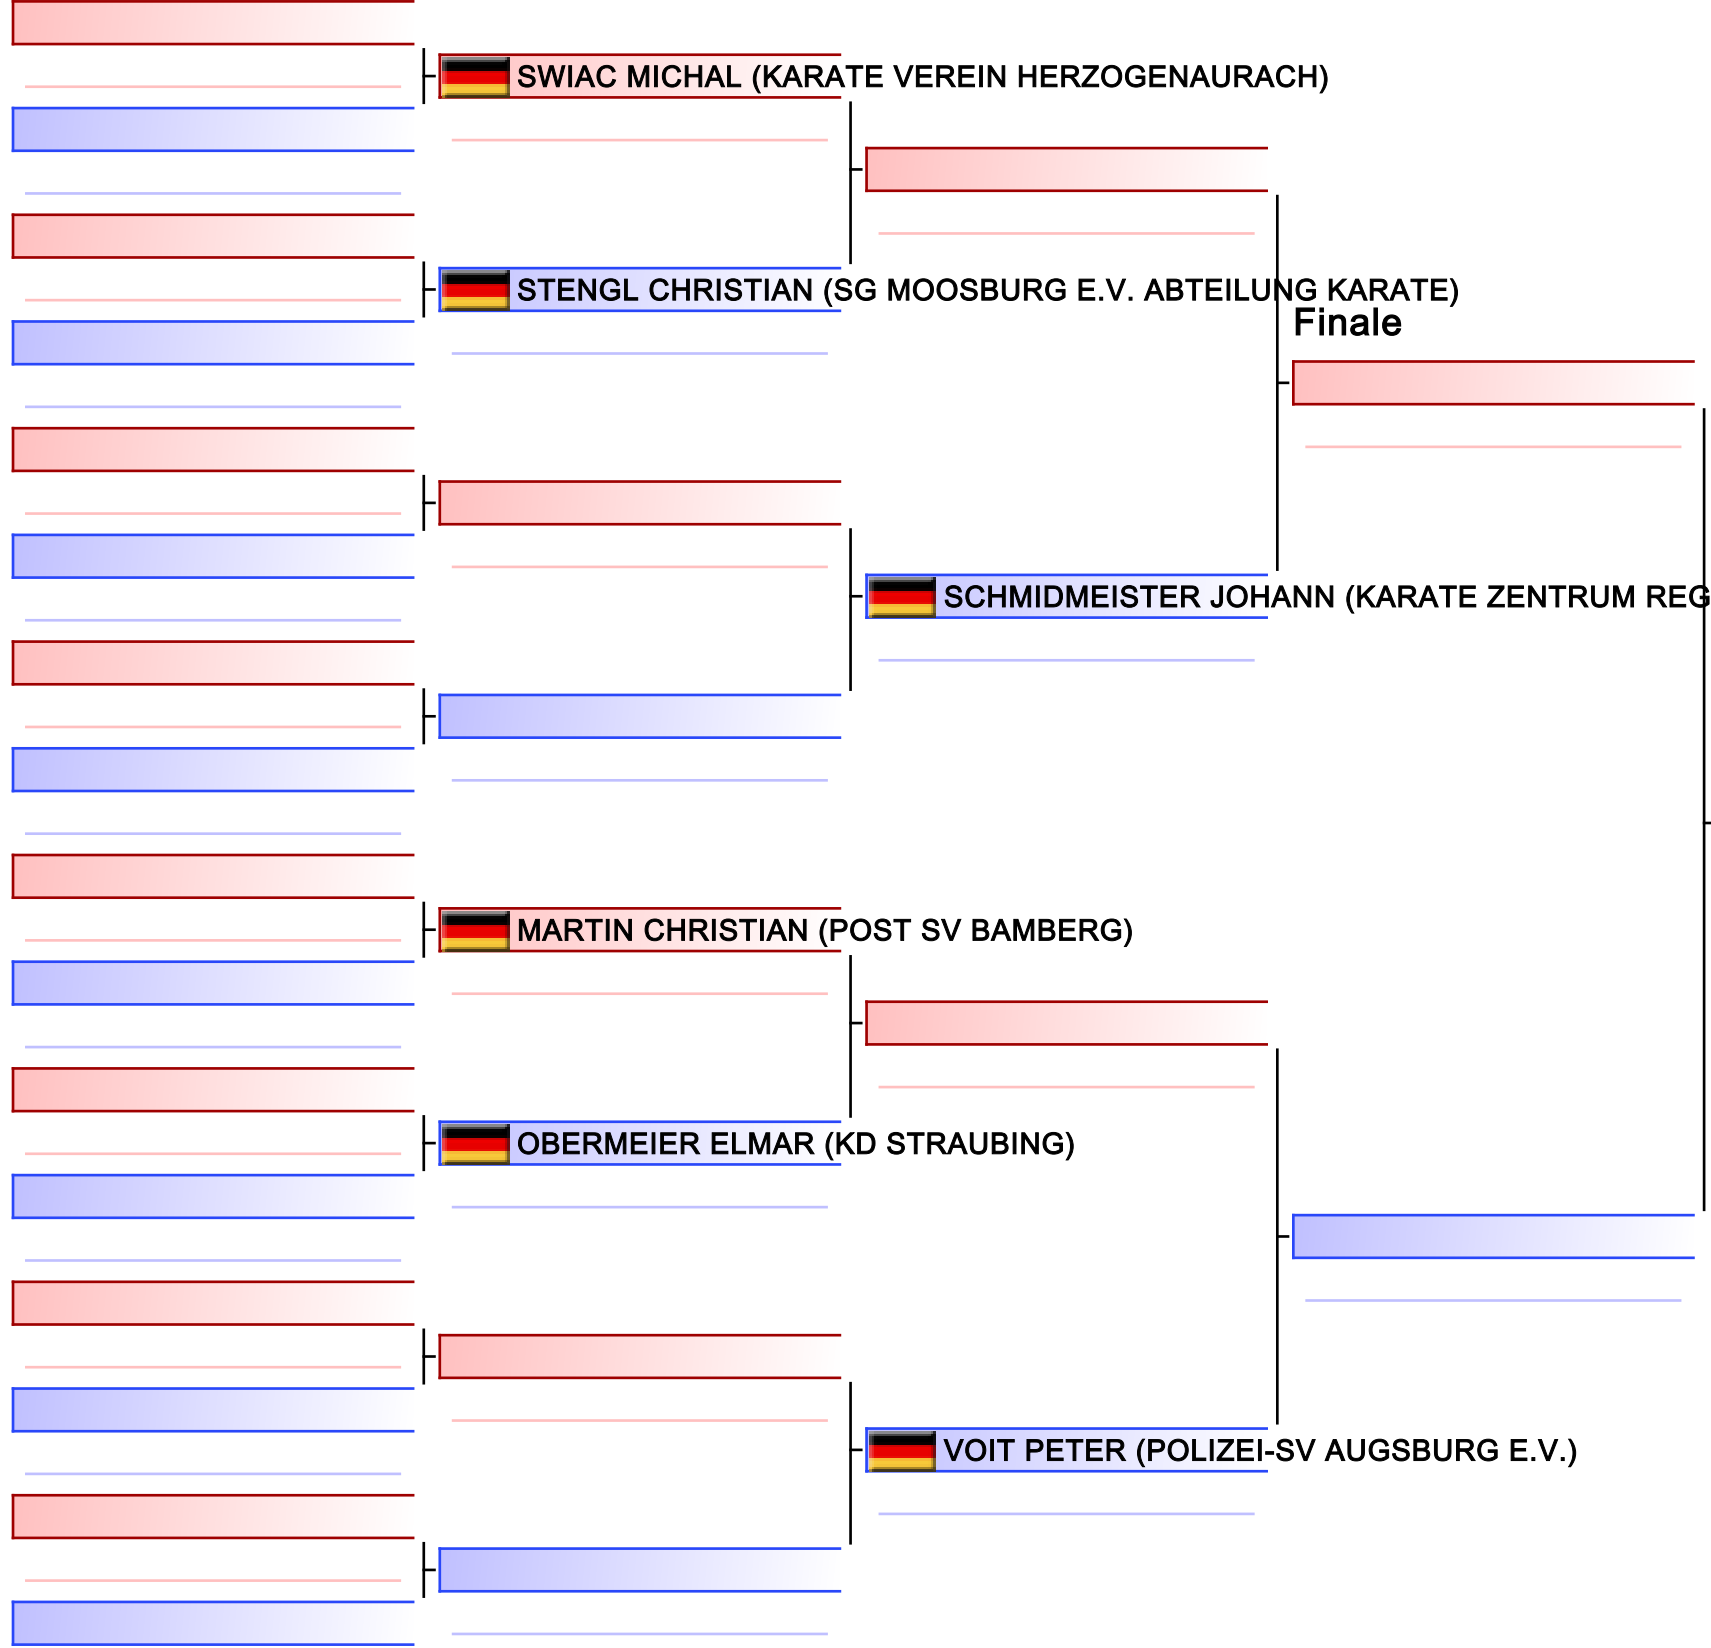 SWIAC MICHAL (KARATE VEREIN HERZOGENAURACH)
STENGL CHRISTIAN (SG MOOSBURG E.V. ABTEILUNG KARATE)
Finale
SCHMIDMEISTER JOHANN (KARATE ZENTRUM REG
MARTIN CHRISTIAN (POST SV BAMBERG)
OBERMEIER ELMAR (KD STRAUBING)
VOIT PETER (POLIZEI-SV AUGSBURG E.V.)